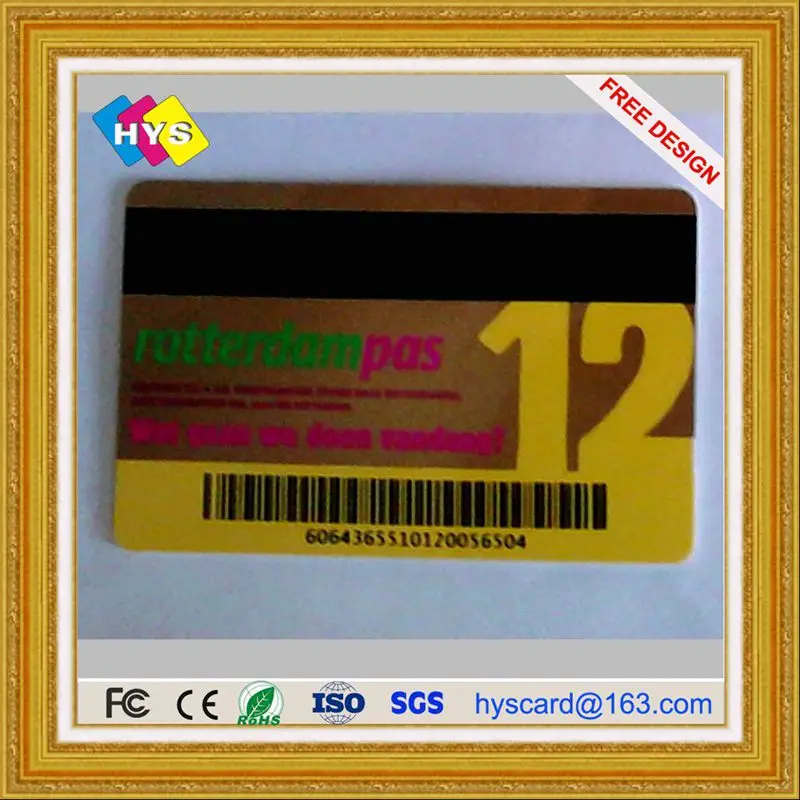 HYS
FREE DESIGN
rotterdampas
12
Wat gaan we doen vandaag?
6064365510120056504
FC CE RoHS ISO SGS hyscard@163.com